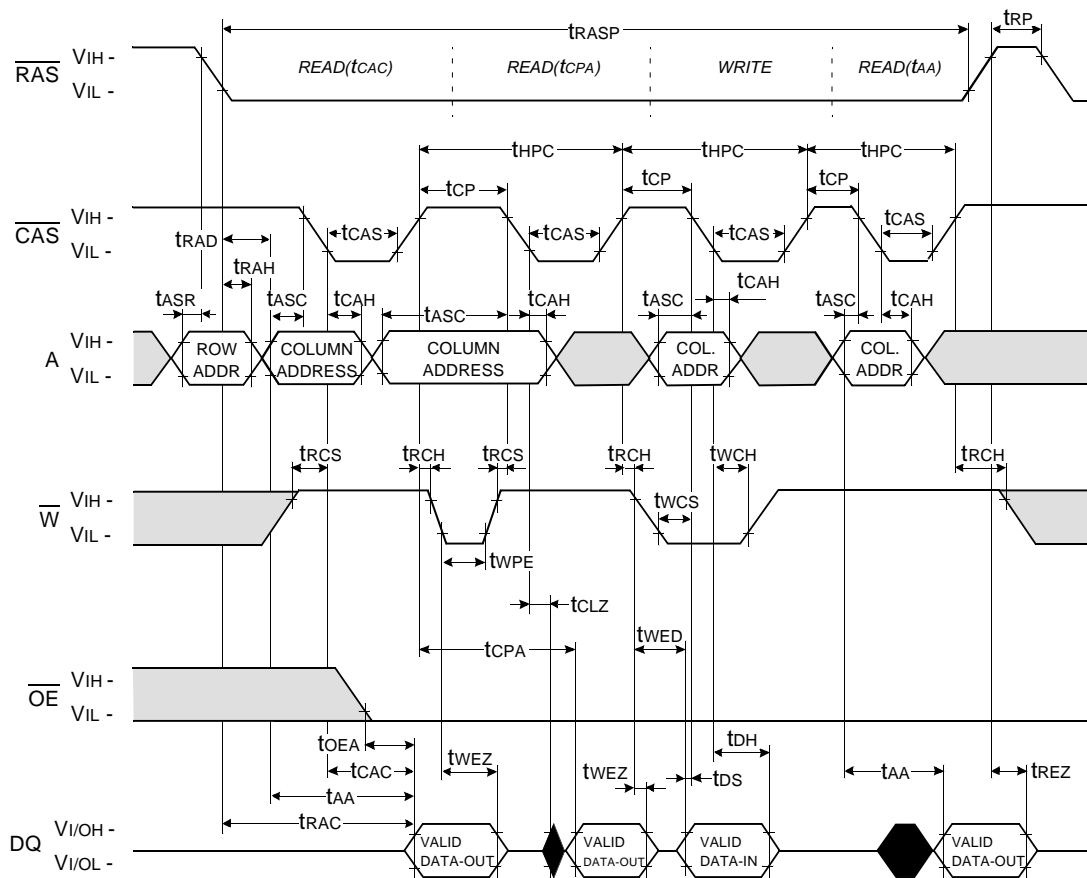 tRASP
tRP
RAS
VIH -
VIL -
READ(tCAC)
READ(tCPA)
WRITE
READ(tAA)
tHPC
tHPC
tHPC
tCP
tCP
tCP
CAS
VIH -
VIL -
tCAS
tCAS
tCAS
tCAS
tRAD
tRAH
tASR
tASC
tCAH
tASC
tCAH
tASC
tCAH
tASC
tCAH
A
VIH -
VIL -
ROW
ADDR
COLUMN
ADDRESS
COLUMN
ADDRESS
COL.
ADDR
COL.
ADDR
tRCS
tRCH
tRCS
tRCH
tWCH
tRCH
W
VIH -
VIL -
tWCS
tWPE
tCLZ
tWED
tCPA
OE
VIH -
VIL -
tOEA
tCAC
tAA
tRAC
tWEZ
tWEZ
tDH
tDS
tAA
tREZ
DQ
VI/OH -
VI/OL -
VALID
DATA-OUT
VALID
DATA-OUT
VALID
DATA-IN
VALID
DATA-OUT